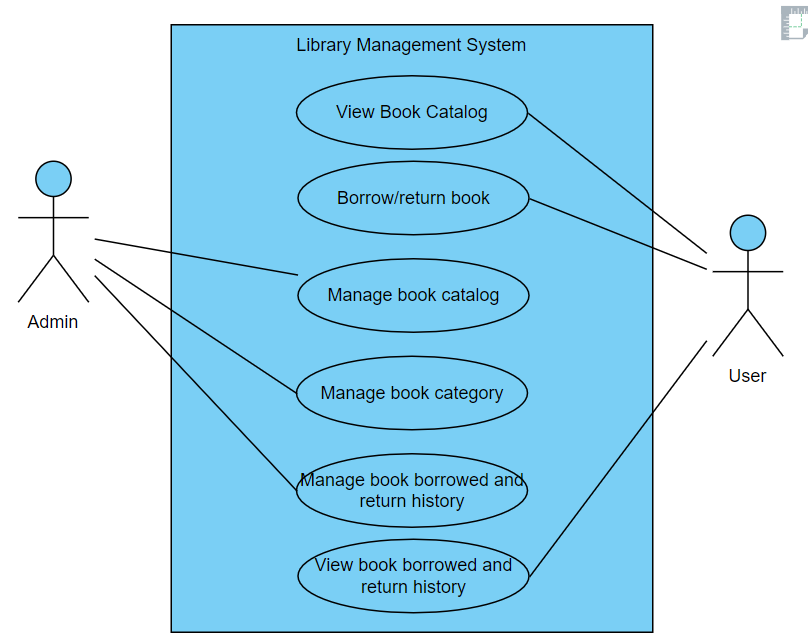 Library Management System
View Book Catalog
Borrow/return book
Manage book catalog
Admin
User
Manage book category
Manage book borrowed and
return history
View book borrowed and
return history